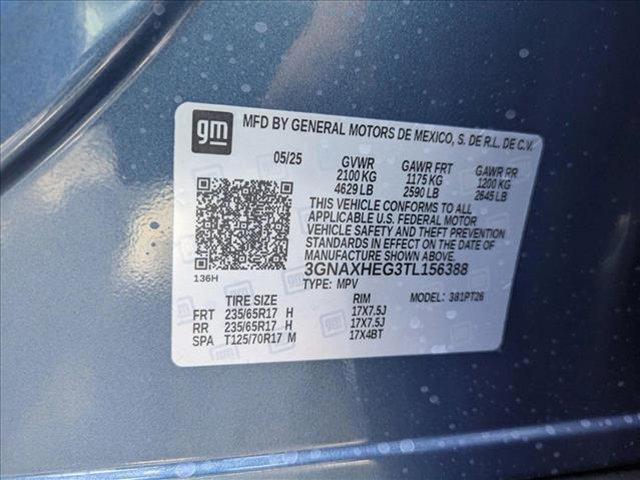 gm
MFD BY GENERAL MOTORS DE MEXICO, S. DE R.L. DE C.V.
05/25 GVWR GAWR FRT GAWR RR
2100 KG 1175 KG 1200 KG
4629 LB 2590 LB 2645 LB
THIS VEHICLE CONFORMS TO ALL
APPLICABLE U.S. FEDERAL MOTOR
VEHICLE SAFETY AND THEFT PREVENTION
STANDARDS IN EFFECT ON THE DATE OF
MANUFACTURE SHOWN ABOVE.
3GNAXHEG3TL156388
136H
TYPE: MPV MODEL: 381PT26
TIRE SIZE RIM
FRT 235/65R17 H 17X7.5J
RR 235/65R17 H 17X7.5J
SPA T125/70R17 M 17X4BT